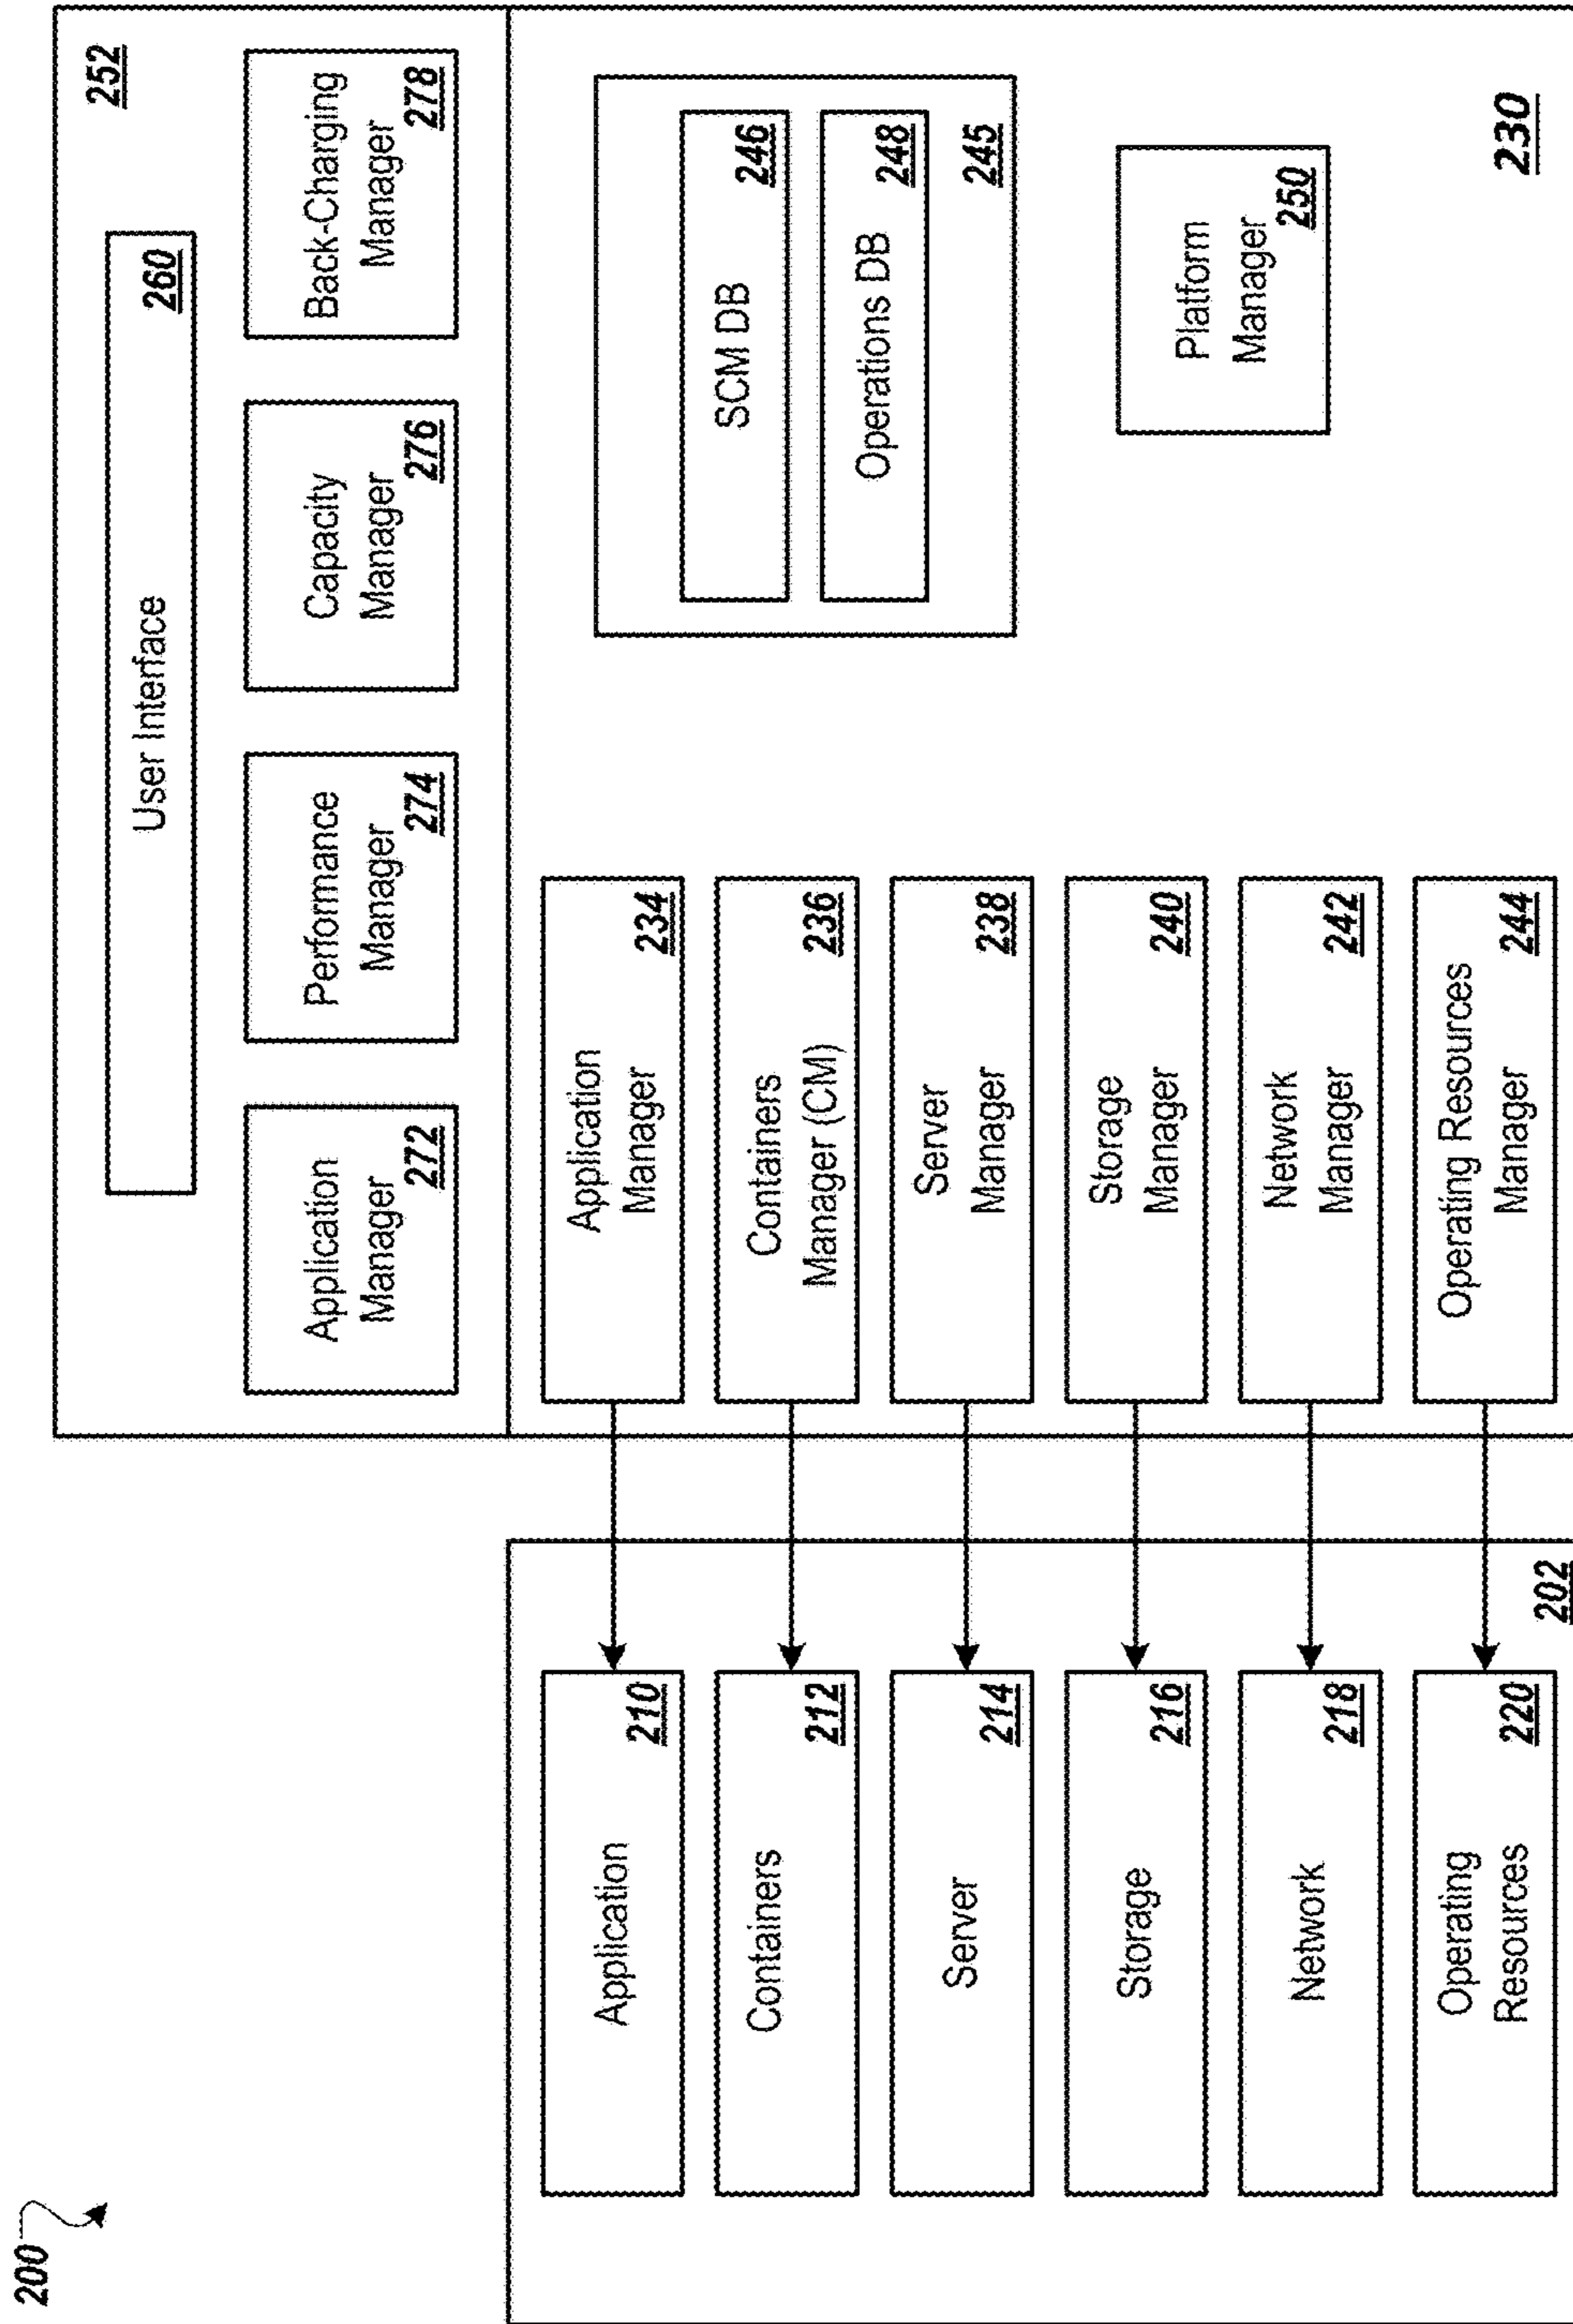 200
252
User Interface
260
Application
Manager
272
Performance
Manager
274
Capacity
Manager
276
Back-Charging
Manager
278
Application
210
Containers
212
Server
214
Storage
216
Network
218
Operating
Resources
220
202
Application
Manager
234
Containers
Manager (CM)
236
Server
Manager
238
Storage
Manager
240
Network
Manager
242
Operating Resources
Manager
244
SCM DB
246
Operations DB
248
245
Platform
Manager
250
230